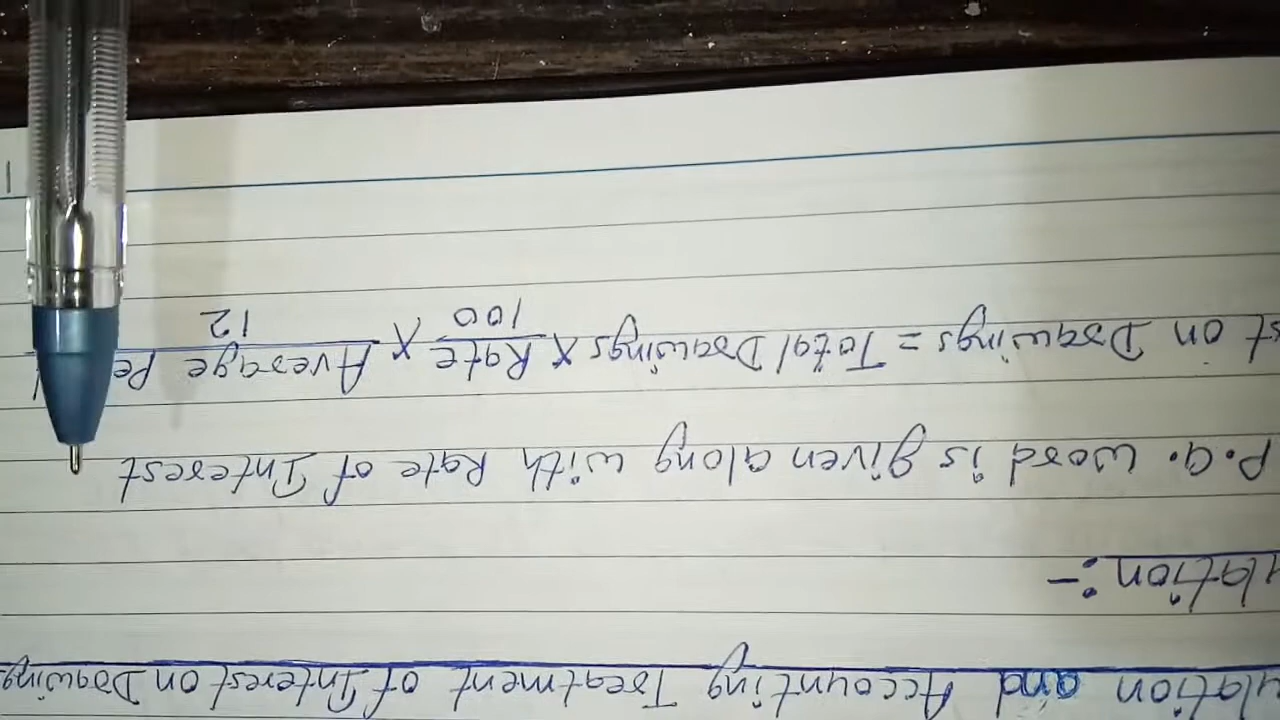 ulation and Accounting Treatment of Interest on Drawing
ulation :-
P.a. word is given along with Rate of Interest
st on Drawings = Total Drawings x Rate/100 x Average Pe/12